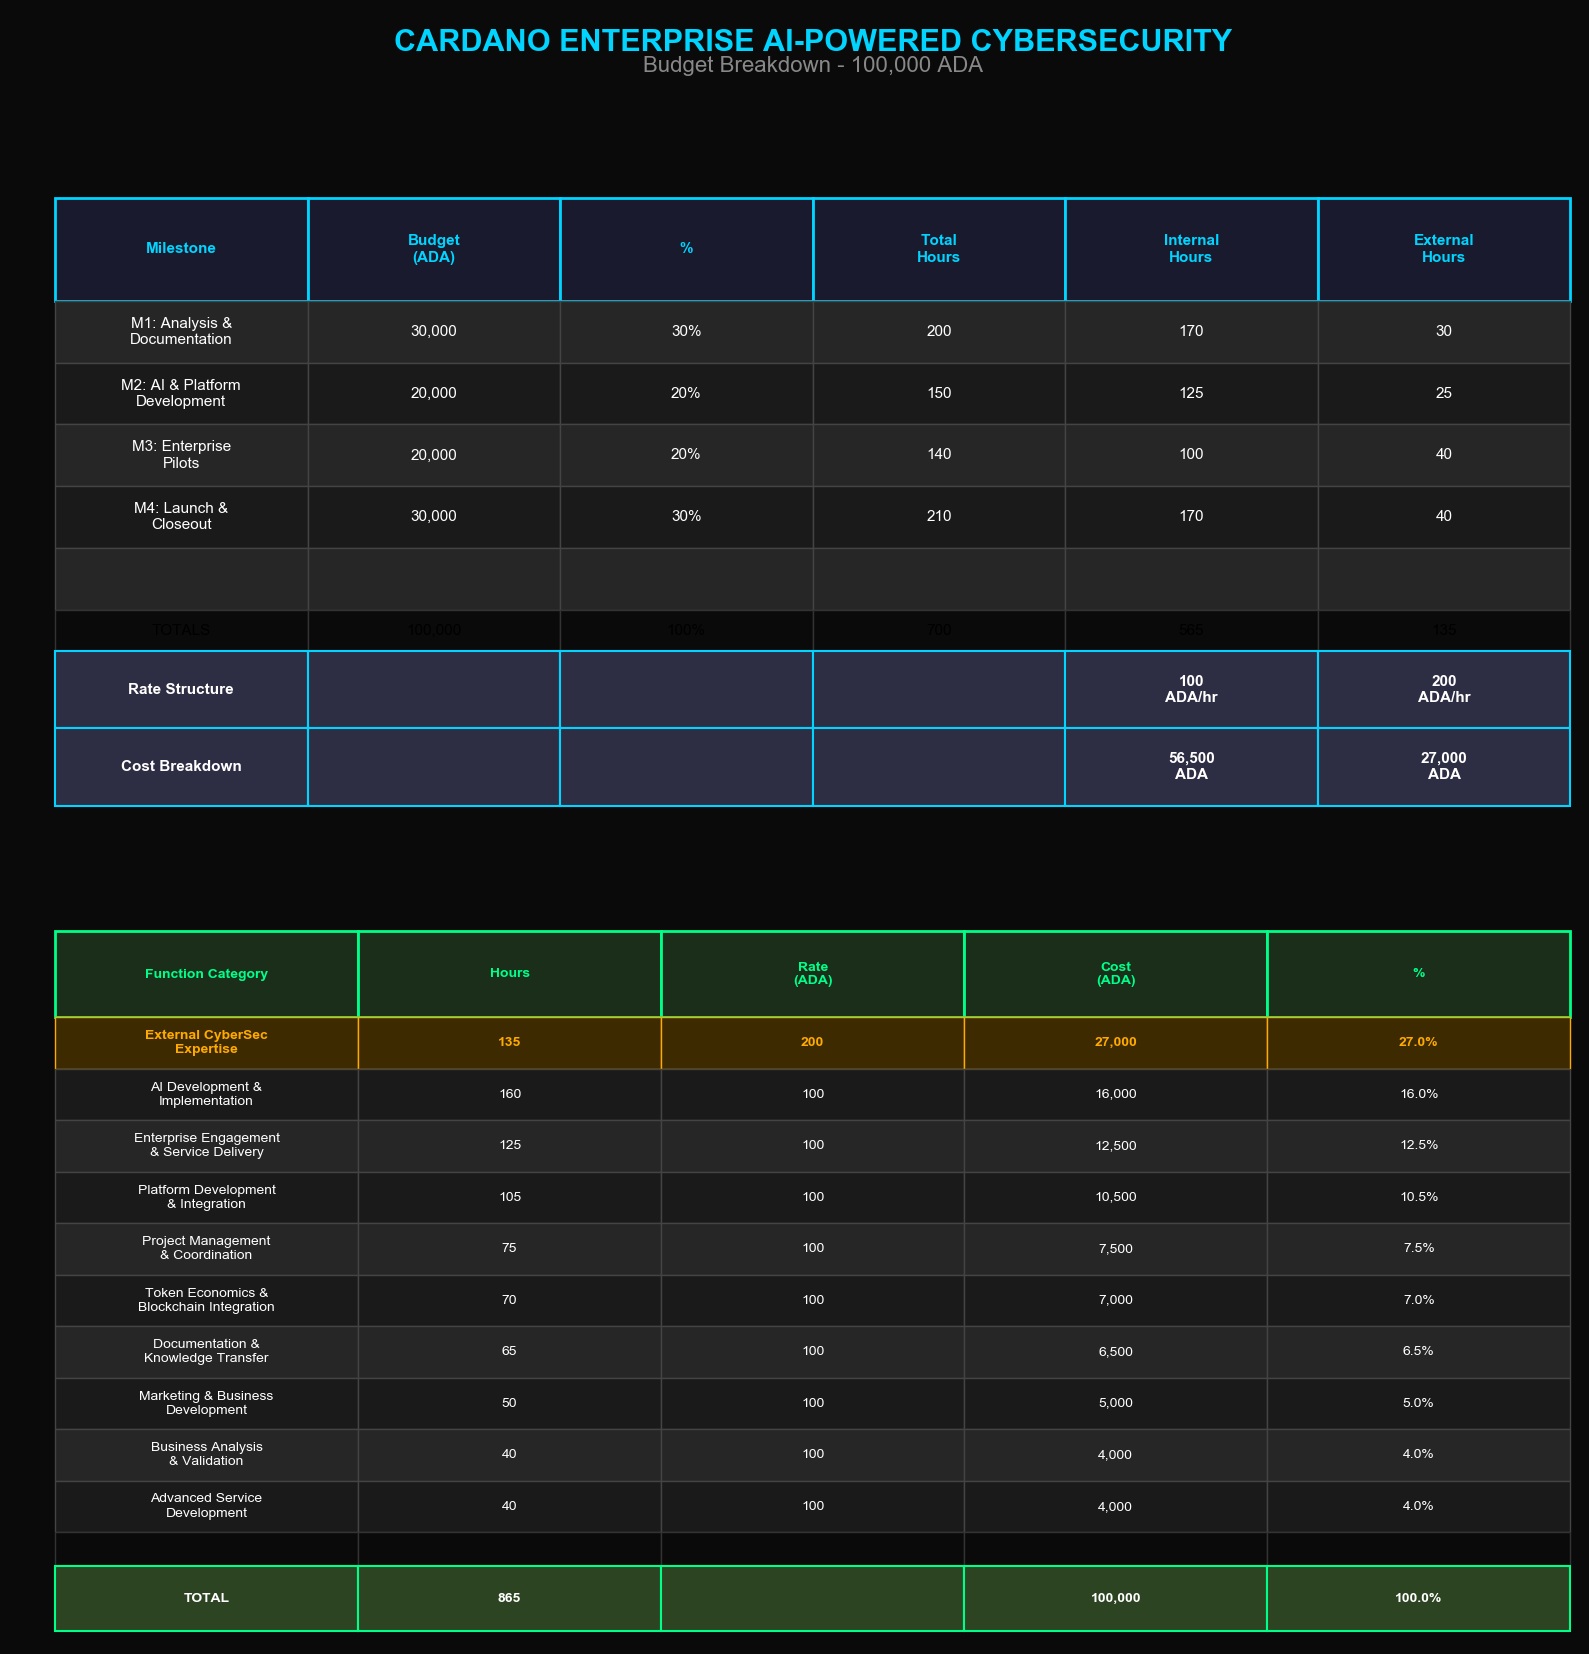 CARDANO ENTERPRISE AI-POWERED CYBERSECURITY
Budget Breakdown - 100,000 ADA
Milestone
Budget
(ADA)
%
Total
Hours
Internal
Hours
External
Hours
M1: Analysis &
Documentation
30,000
30%
200
170
30
M2: AI & Platform
Development
20,000
20%
150
125
25
M3: Enterprise
Pilots
20,000
20%
140
100
40
M4: Launch &
Closeout
30,000
30%
210
170
40
TOTALS
100,000
100%
700
565
135
Rate Structure
100
ADA/hr
200
ADA/hr
Cost Breakdown
56,500
ADA
27,000
ADA
Function Category
Hours
Rate
(ADA)
Cost
(ADA)
%
External CyberSec
Expertise
135
200
27,000
27.0%
AI Development &
Implementation
160
100
16,000
16.0%
Enterprise Engagement
& Service Delivery
125
100
12,500
12.5%
Platform Development
& Integration
105
100
10,500
10.5%
Project Management
& Coordination
75
100
7,500
7.5%
Token Economics &
Blockchain Integration
70
100
7,000
7.0%
Documentation &
Knowledge Transfer
65
100
6,500
6.5%
Marketing & Business
Development
50
100
5,000
5.0%
Business Analysis
& Validation
40
100
4,000
4.0%
Advanced Service
Development
40
100
4,000
4.0%
TOTAL
865
100,000
100.0%